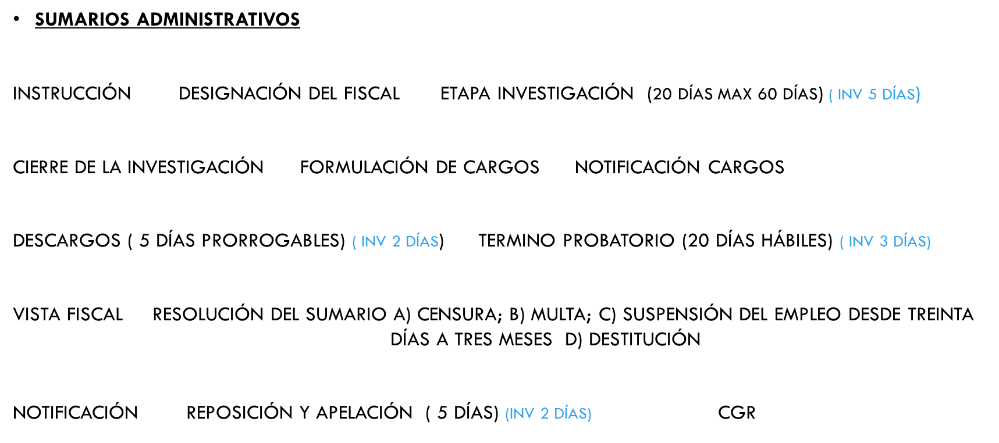 • SUMARIOS ADMINISTRATIVOS
INSTRUCCIÓN DESIGNACIÓN DEL FISCAL ETAPA INVESTIGACIÓN (20 DÍAS MAX 60 DÍAS) ( INV 5 DÍAS)
CIERRE DE LA INVESTIGACIÓN FORMULACIÓN DE CARGOS NOTIFICACIÓN CARGOS
DESCARGOS ( 5 DÍAS PRORROGABLES) ( INV 2 DÍAS) TERMINO PROBATORIO (20 DÍAS HÁBILES) ( INV 3 DÍAS)
VISTA FISCAL RESOLUCIÓN DEL SUMARIO A) CENSURA; B) MULTA; C) SUSPENSIÓN DEL EMPLEO DESDE TREINTA
DÍAS A TRES MESES D) DESTITUCIÓN
NOTIFICACIÓN REPOSICIÓN Y APELACIÓN ( 5 DÍAS) (INV 2 DÍAS) CGR